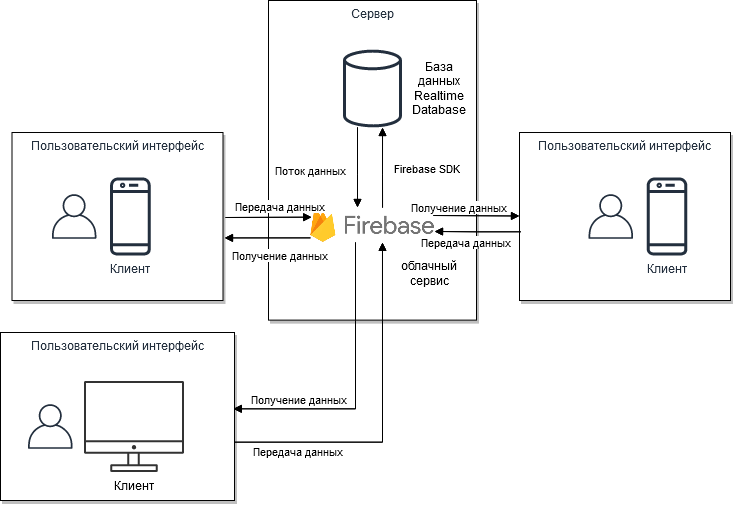 Сервер
База
данных
Realtime
Database
Поток данных
Firebase SDK
Пользовательский интерфейс
Клиент
Передача данных
Получение данных
Firebase
облачный
сервис
Получение данных
Передача данных
Пользовательский интерфейс
Клиент
Пользовательский интерфейс
Клиент
Получение данных
Передача данных